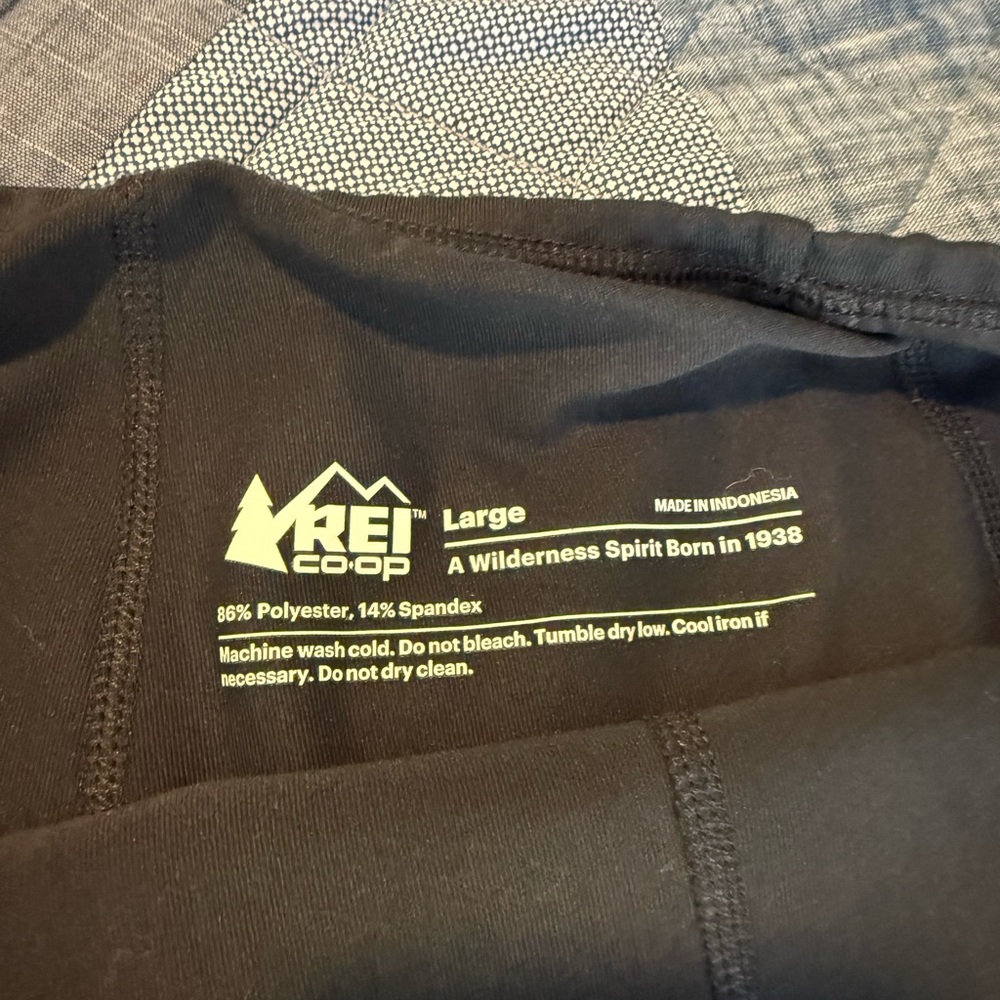 REI™
co·op
Large
MADE IN INDONESIA
A Wilderness Spirit Born in 1938
86% Polyester, 14% Spandex
Machine wash cold. Do not bleach. Tumble dry low. Cool iron if
necessary. Do not dry clean.